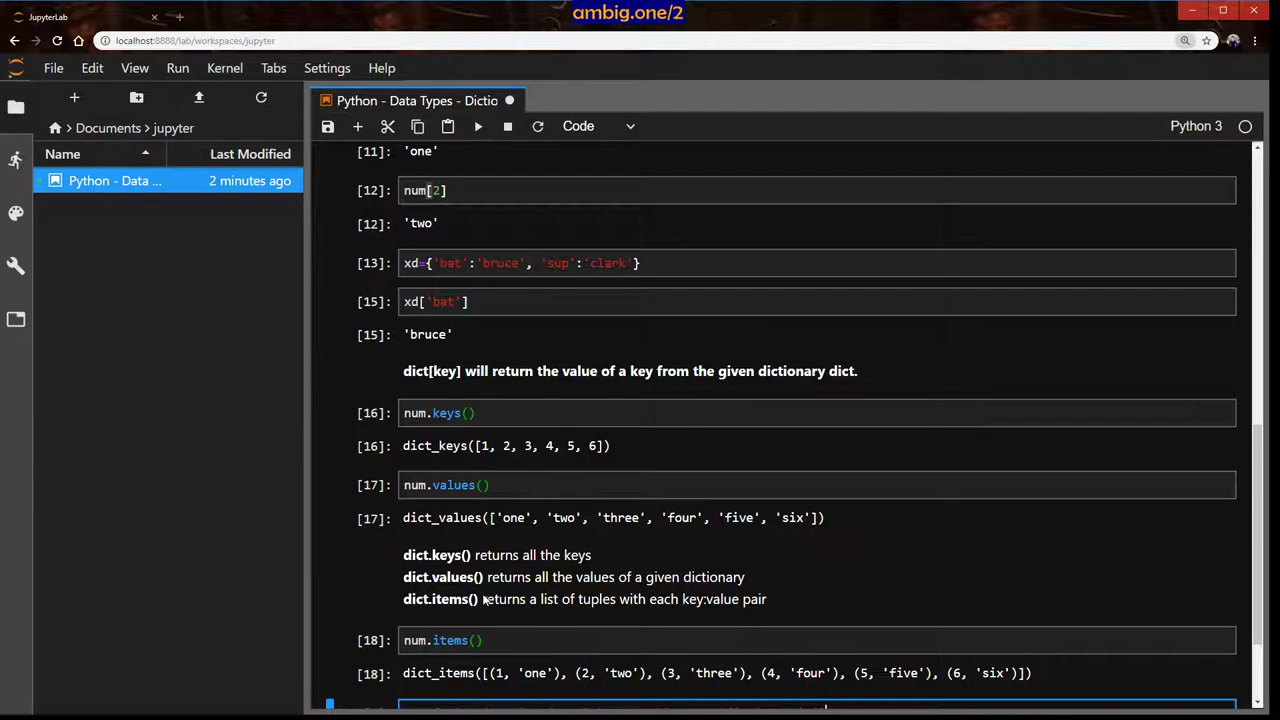 ambig.one/2
JupyterLab
localhost:8888/lab/workspaces/jupyter
File Edit View Run Kernel Tabs Settings Help
Python - Data Types - Dictio
Documents > jupyter
Code
Python 3
Name Last Modified
Python - Data ... 2 minutes ago
[11]: 'one'
[12]: num[2]
[12]: 'two'
[13]: xd={'bat':'bruce', 'sup':'clark'}
[15]: xd['bat']
[15]: 'bruce'
dict[key] will return the value of a key from the given dictionary dict.
[16]: num.keys()
[16]: dict_keys([1, 2, 3, 4, 5, 6])
[17]: num.values()
[17]: dict_values(['one', 'two', 'three', 'four', 'five', 'six'])
dict.keys() returns all the keys
dict.values() returns all the values of a given dictionary
dict.items() returns a list of tuples with each key:value pair
[18]: num.items()
[18]: dict_items([(1, 'one'), (2, 'two'), (3, 'three'), (4, 'four'), (5, 'five'), (6, 'six')])